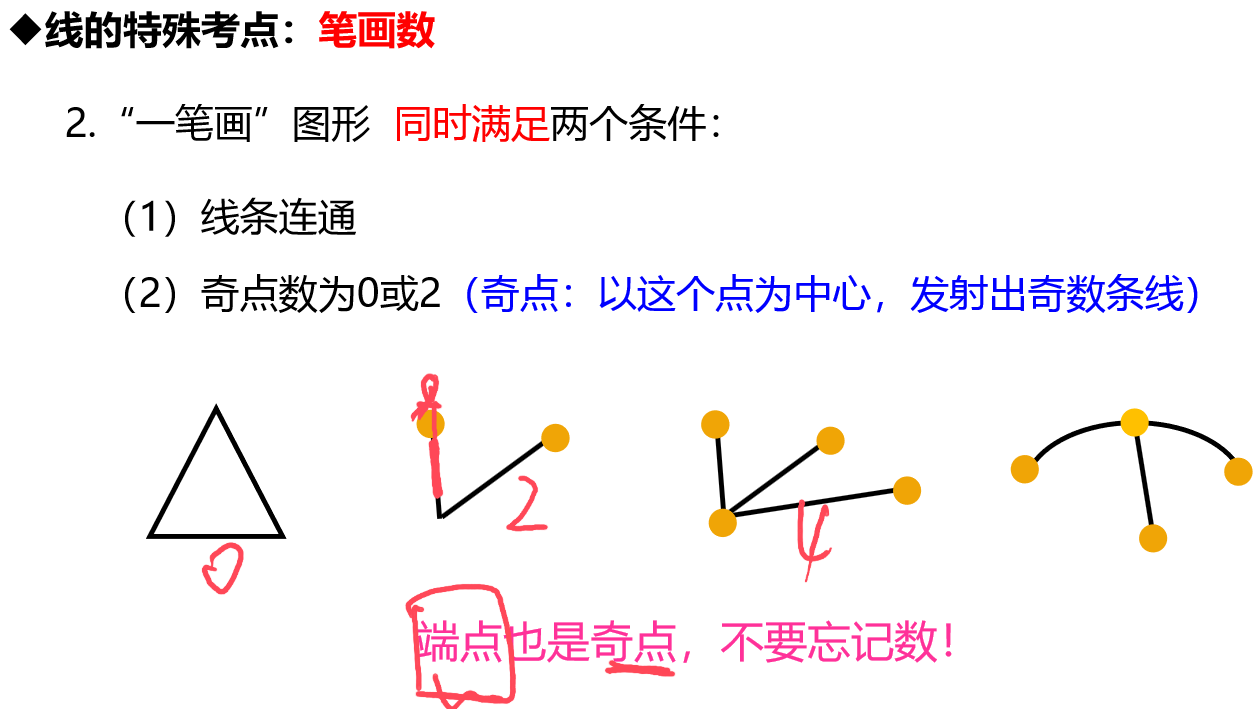 ◆线的特殊考点：笔画数
2.“一笔画”图形 同时满足两个条件：
（1）线条连通
（2）奇点数为0或2（奇点：以这个点为中心，发射出奇数条线）
0
2
4
端点也是奇点，不要忘记数！